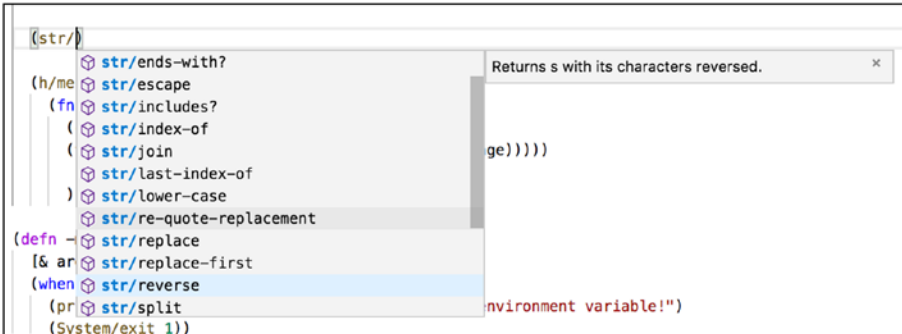 (str/)
str/ends-with?
Returns s with its characters reversed. ×
(h/me
str/escape
(fn
str/includes?
(
str/index-of
(
str/join
ge)))))
str/last-index-of
)
str/lower-case
str/re-quote-replacement
(defn -
str/replace
[& ar
str/replace-first
(when
str/reverse
(pr
str/split
nvironment variable!")
(System/exit 1))